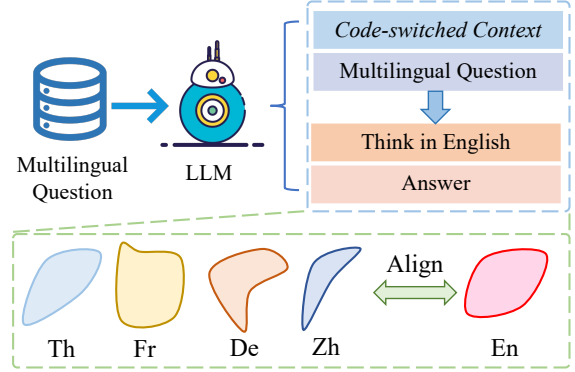 Code-switched Context
Multilingual Question
Think in English
Answer
Multilingual
Question
LLM
Align
Th
Fr
De
Zh
En